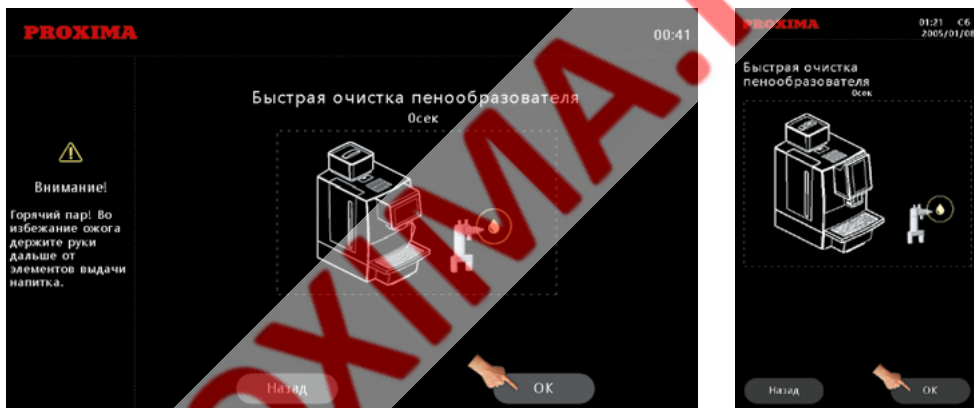 PROXIMA
00:41
Быстрая очистка пенообразователя
0сек
Внимание!
Горячий пар! Во
избежание ожога
держите руки
дальше от
элементов выдачи
напитка.
Назад
OK
PROXIMA
01:21 Сб
2005/01/08
Быстрая очистка
пенообразователя
0сек
Назад
OK